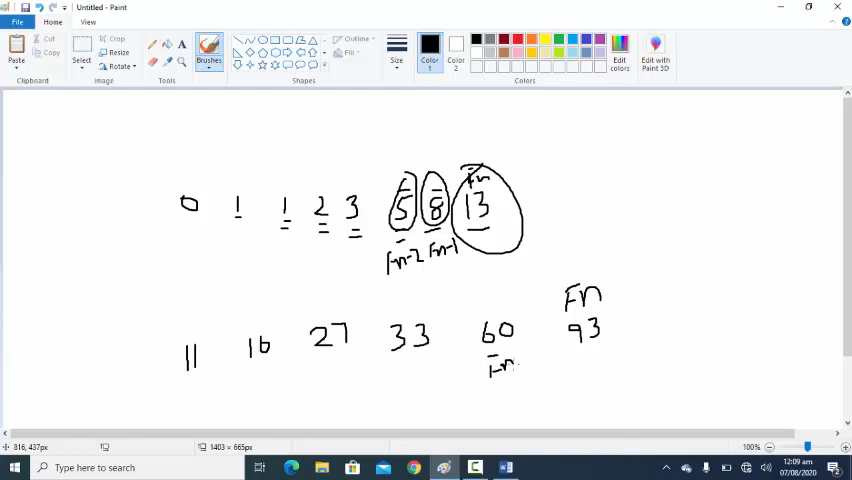 Untitled - Paint
File Home View
Paste Cut Copy Clipboard
Select Crop Resize Rotate Image
Tools
Brushes
Outline Fill Shapes
Size
Color 1 Color 2 Edit colors Colors
Edit with Paint 3D
Fn
0 1 1 2 3 5 8 13
Fn-2 Fn-1
Fn
11 16 27 33 60 93
Fn
816, 437px 1403 × 665px 100%
Type here to search
12:09 am
07/08/2020
2